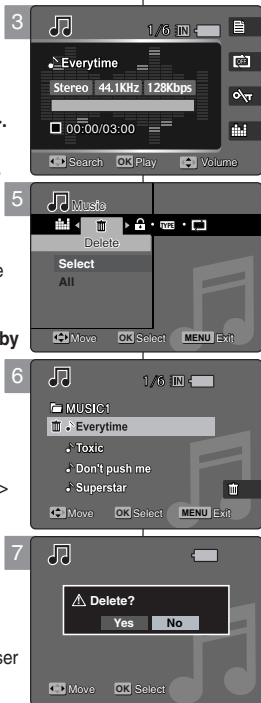 3
1/6 IN
Everytime
Stereo 44.1KHz 128Kbps
00:00/03:00
Search OK Play Volume
5
Music
TYPE
Delete
Select
All
e
by
Move OK Select MENU Exit
6
1/6 IN
MUSIC1
Everytime
Toxic
Don't push me
Superstar
>
Move OK Select MENU Exit
7
Delete?
Yes No
ser
Move OK Select